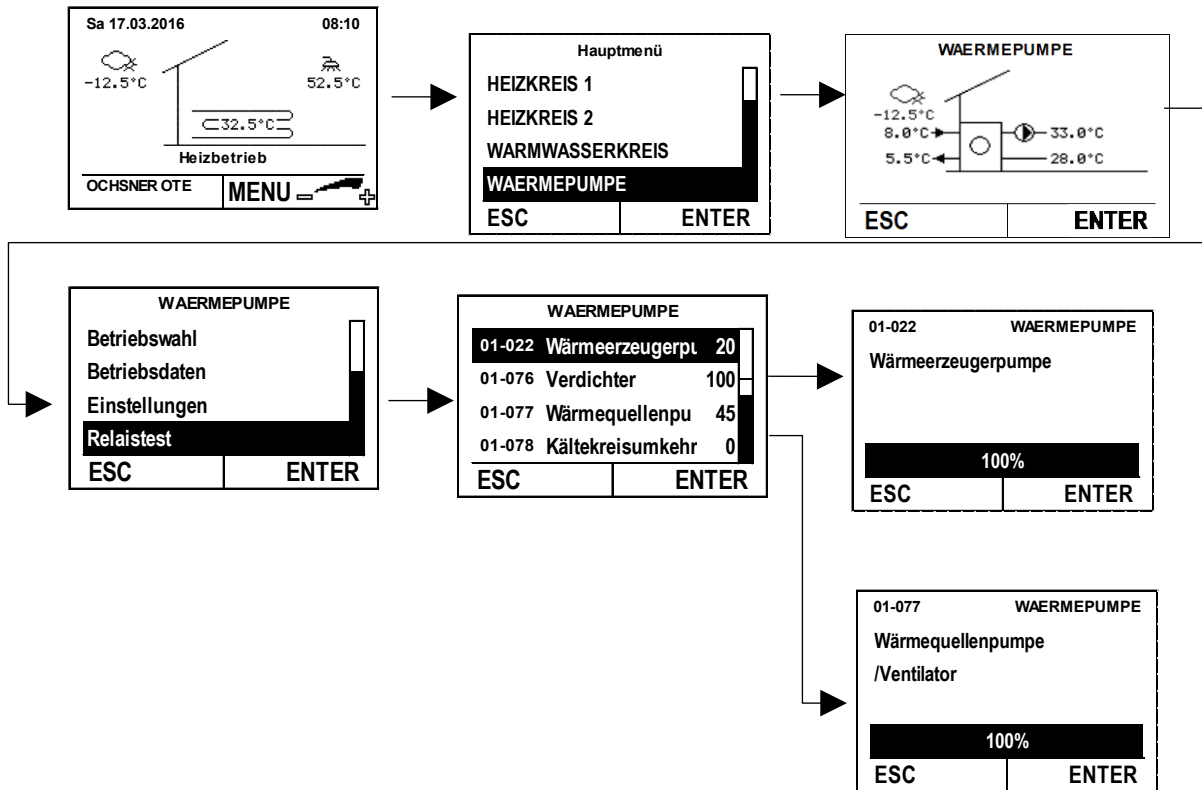 Sa 17.03.2016 08:10
-12.5°C 52.5°C
32.5°C
Heizbetrieb
OCHSNER OTE MENU
Hauptmenü
HEIZKREIS 1
HEIZKREIS 2
WARMWASSERKREIS
WAERMEPUMPE
ESC ENTER
WAERMEPUMPE
-12.5°C
8.0°C 33.0°C
5.5°C 28.0°C
ESC ENTER
WAERMEPUMPE
Betriebswahl
Betriebsdaten
Einstellungen
Relaistest
ESC ENTER
WAERMEPUMPE
01-022 Wärmeerzeugerpu 20
01-076 Verdichter 100
01-077 Wärmequellenpu 45
01-078 Kältekreisumkehr 0
ESC ENTER
01-022 WAERMEPUMPE
Wärmeerzeugerpumpe
100%
ESC ENTER
01-077 WAERMEPUMPE
Wärmequellenpumpe
/Ventilator
100%
ESC ENTER